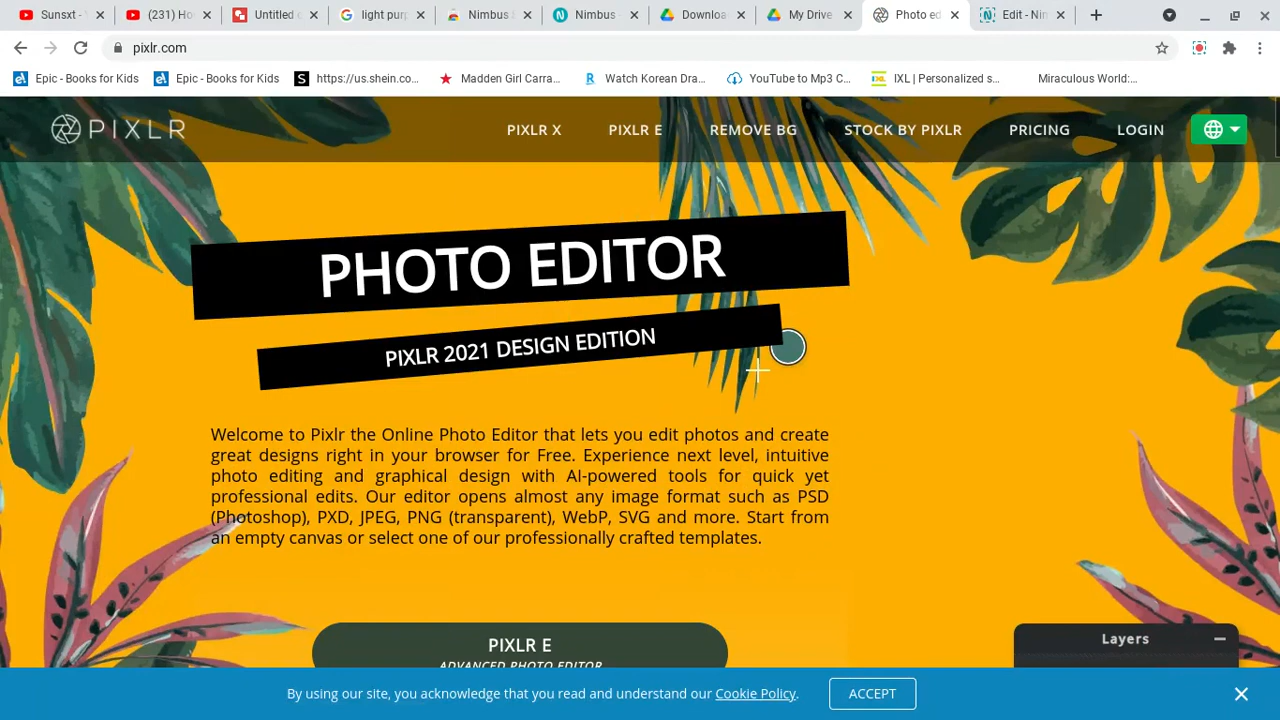 Sunsxt - Y
(231) Ho
Untitled
light purp
Nimbus
Nimbus -
Downloa
My Drive
Photo ed
Edit - Nim
pixlr.com
Epic - Books for Kids
Epic - Books for Kids
https://us.shein.co...
Madden Girl Carra...
Watch Korean Dra...
YouTube to Mp3 C...
IXL | Personalized s...
Miraculous World:...
PIXLR
PIXLR X
PIXLR E
REMOVE BG
STOCK BY PIXLR
PRICING
LOGIN
PHOTO EDITOR
PIXLR 2021 DESIGN EDITION
Welcome to Pixlr the Online Photo Editor that lets you edit photos and create
great designs right in your browser for Free. Experience next level, intuitive
photo editing and graphical design with AI-powered tools for quick yet
professional edits. Our editor opens almost any image format such as PSD
(Photoshop), PXD, JPEG, PNG (transparent), WebP, SVG and more. Start from
an empty canvas or select one of our professionally crafted templates.
PIXLR E
ADVANCED PHOTO EDITOR
Layers
By using our site, you acknowledge that you read and understand our Cookie Policy.
ACCEPT